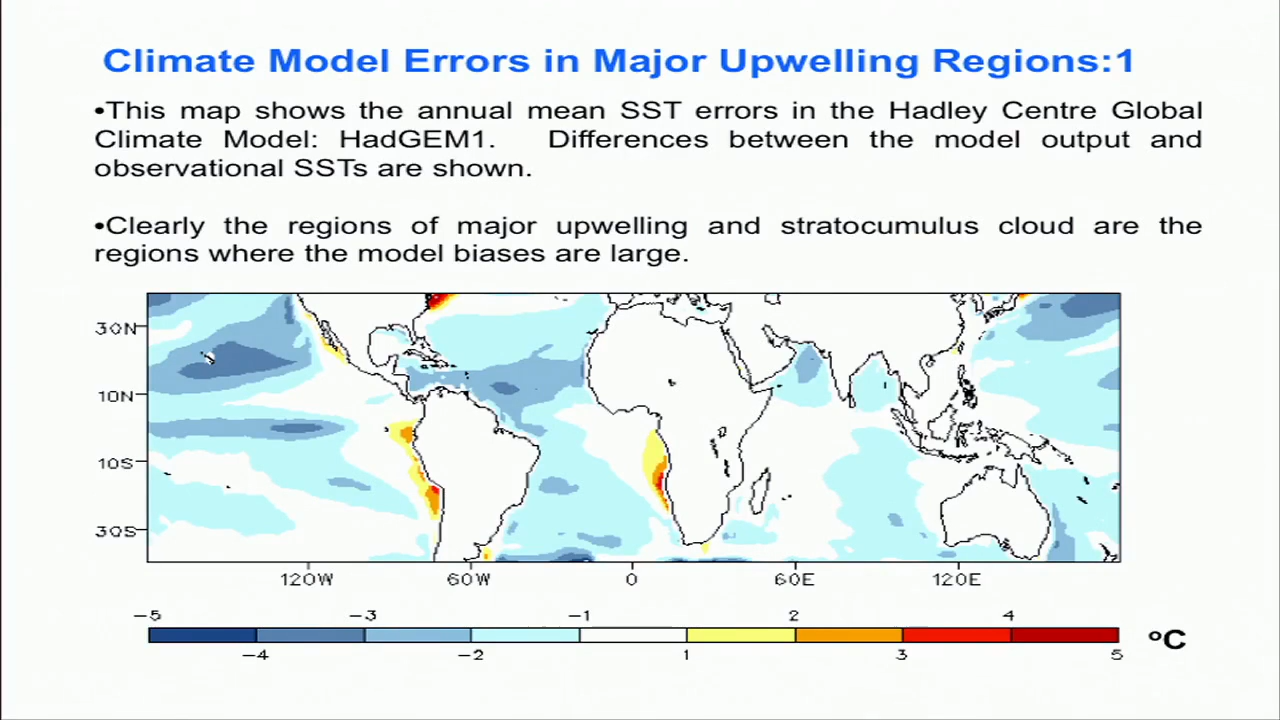 Climate Model Errors in Major Upwelling Regions:1
•This map shows the annual mean SST errors in the Hadley Centre Global
Climate Model: HadGEM1. Differences between the model output and
observational SSTs are shown.
•Clearly the regions of major upwelling and stratocumulus cloud are the
regions where the model biases are large.
30N
10N
10S
30S
120W 60W 0 60E 120E
-5 -3 -1 2 4
ºC
-4 -2 1 3 5